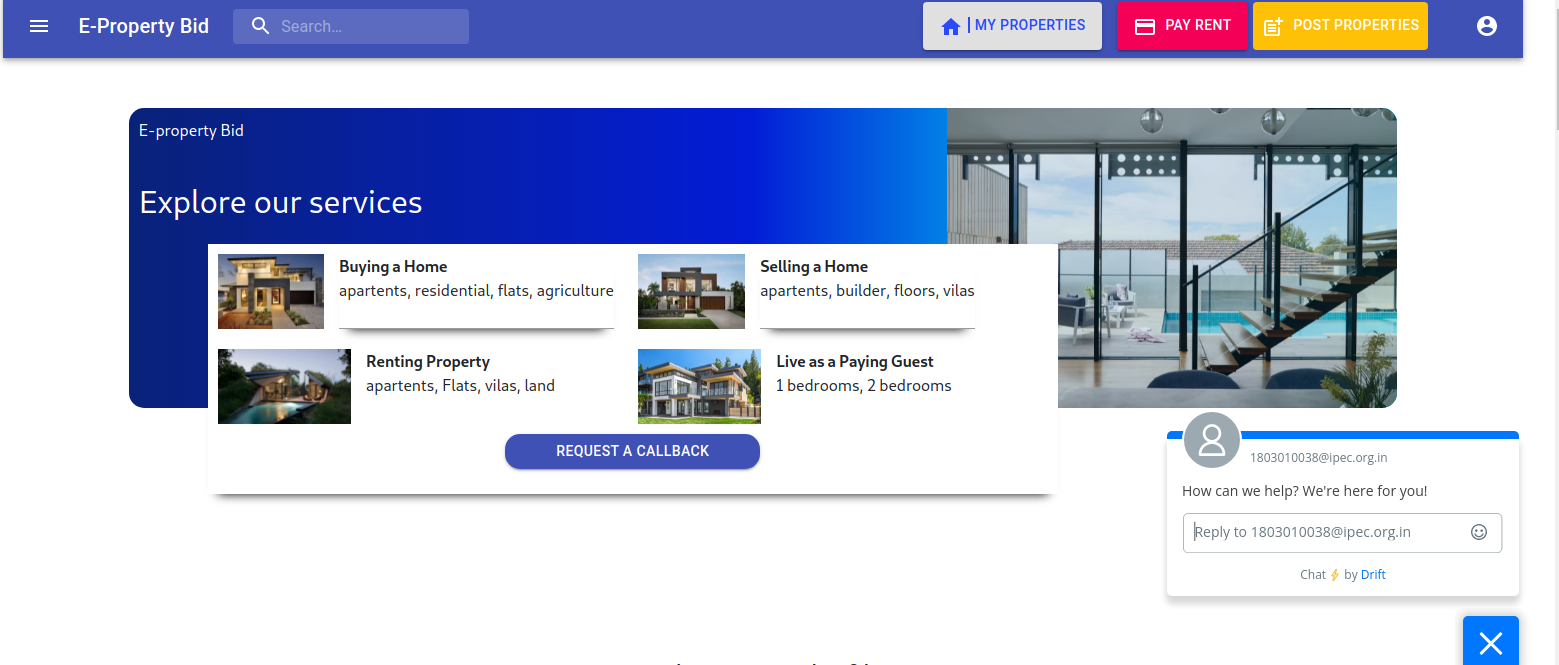 E-Property Bid
Search...
| MY PROPERTIES
PAY RENT
POST PROPERTIES
E-property Bid
Explore our services
Buying a Home
apartents, residential, flats, agriculture
Selling a Home
apartents, builder, floors, vilas
Renting Property
apartents, Flats, vilas, land
Live as a Paying Guest
1 bedrooms, 2 bedrooms
REQUEST A CALLBACK
1803010038@ipec.org.in
How can we help? We're here for you!
Reply to 1803010038@ipec.org.in
Chat ⚡ by Drift